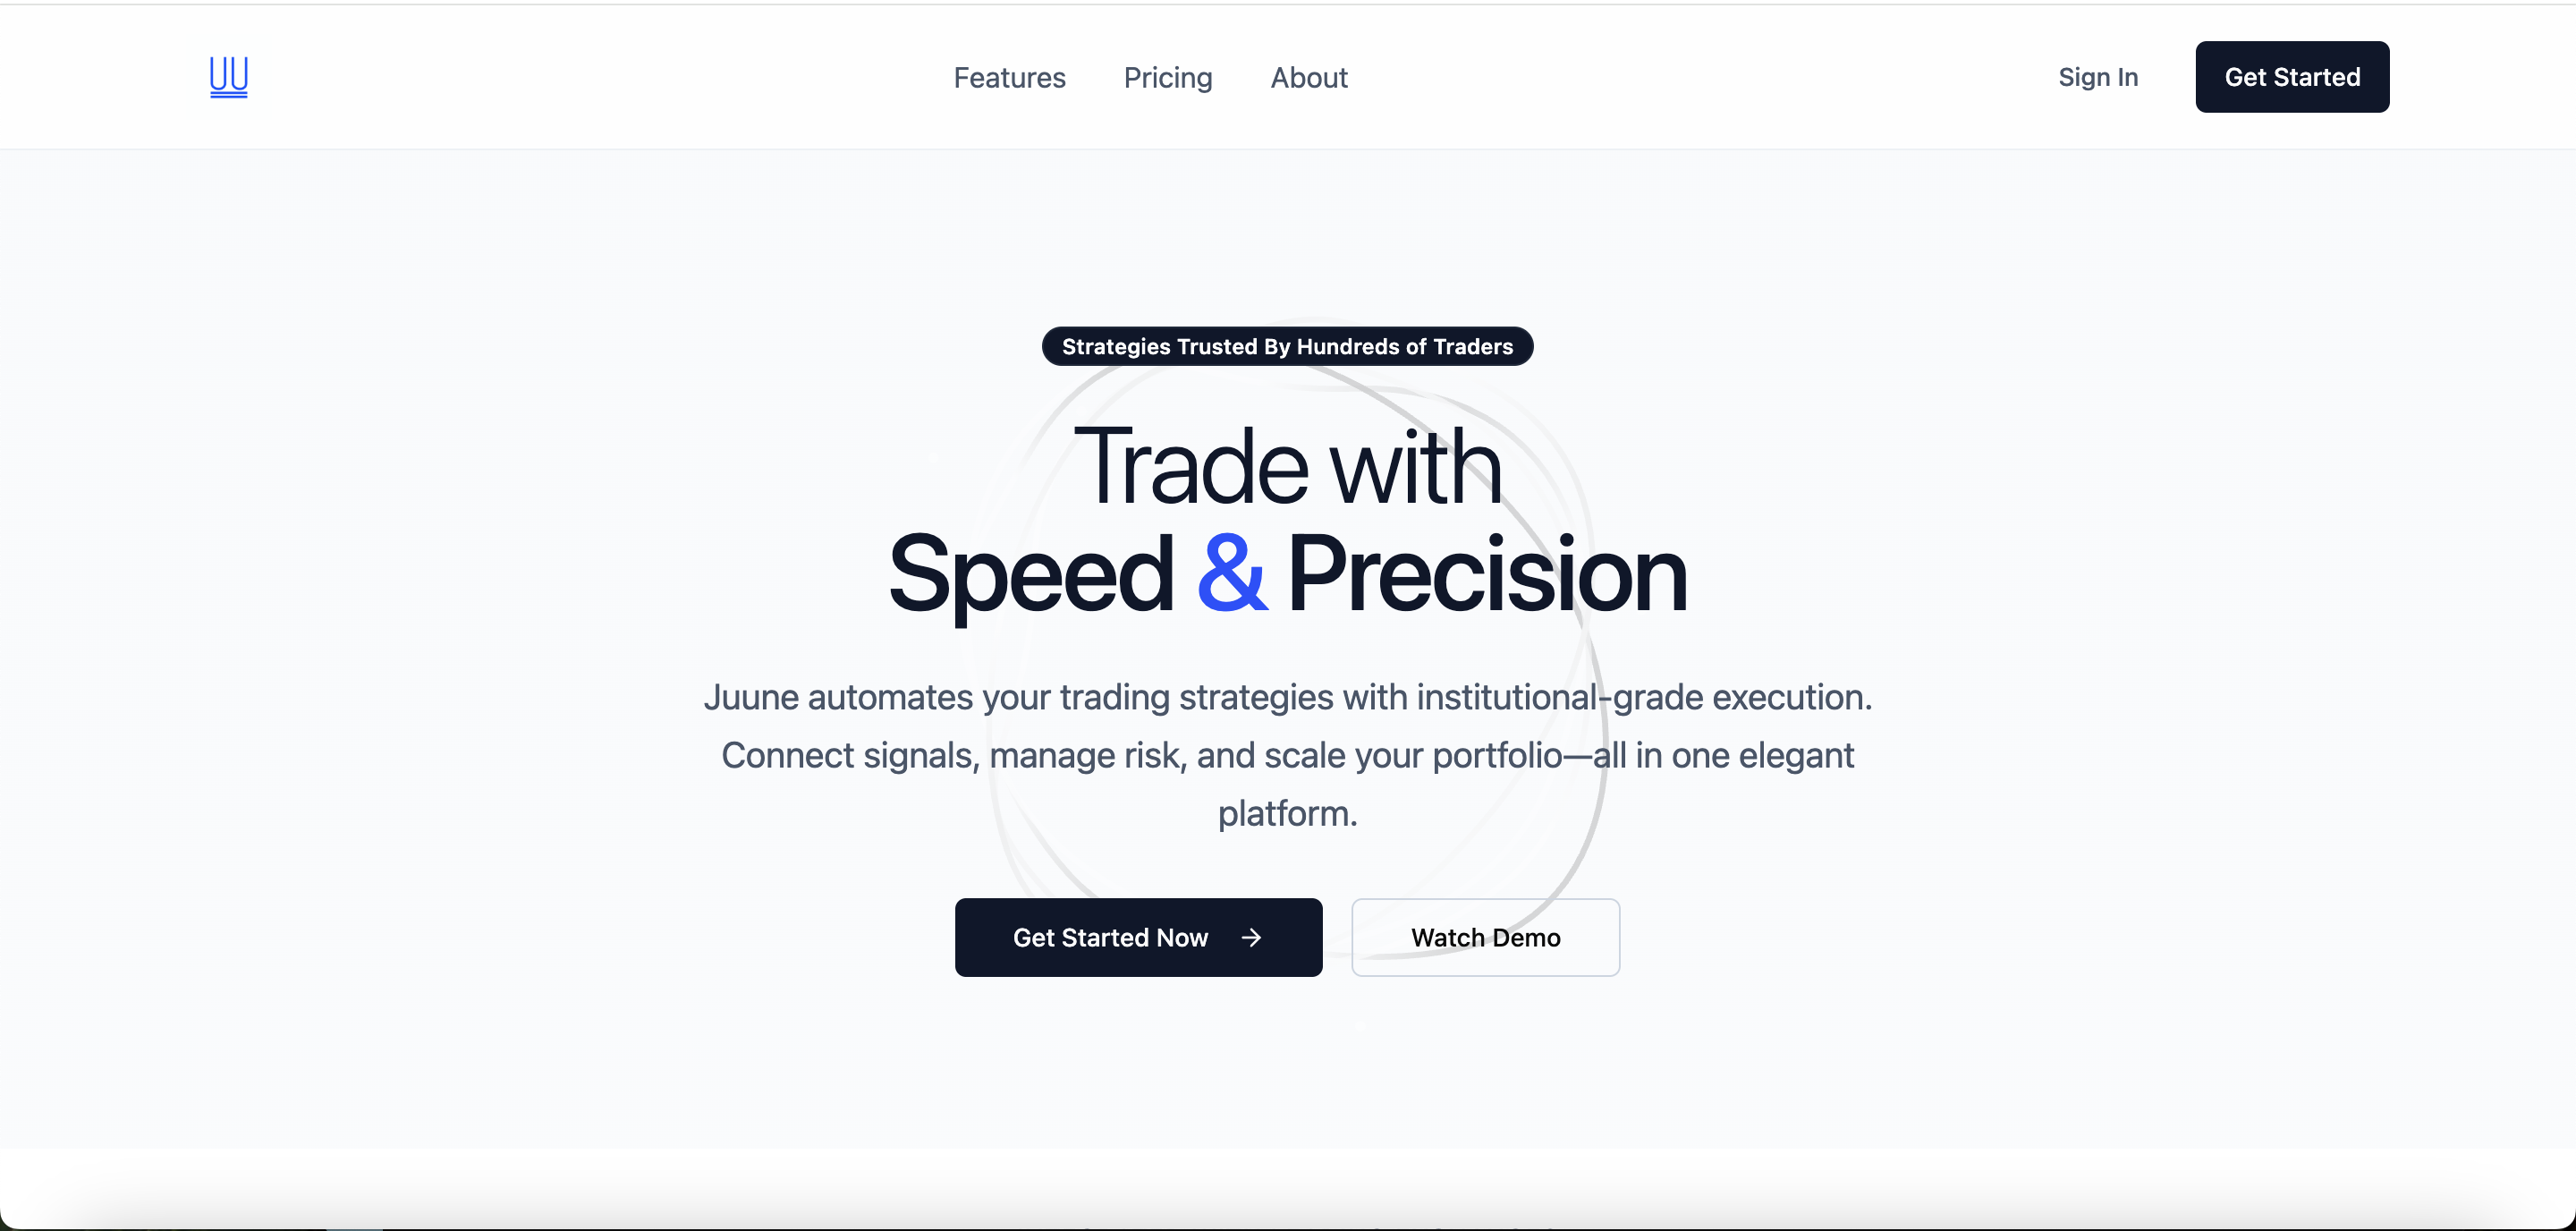 UU
Features
Pricing
About
Sign In
Get Started
Strategies Trusted By Hundreds of Traders
Trade with
Speed & Precision
Juune automates your trading strategies with institutional-grade execution.
Connect signals, manage risk, and scale your portfolio—all in one elegant
platform.
Get Started Now →
Watch Demo